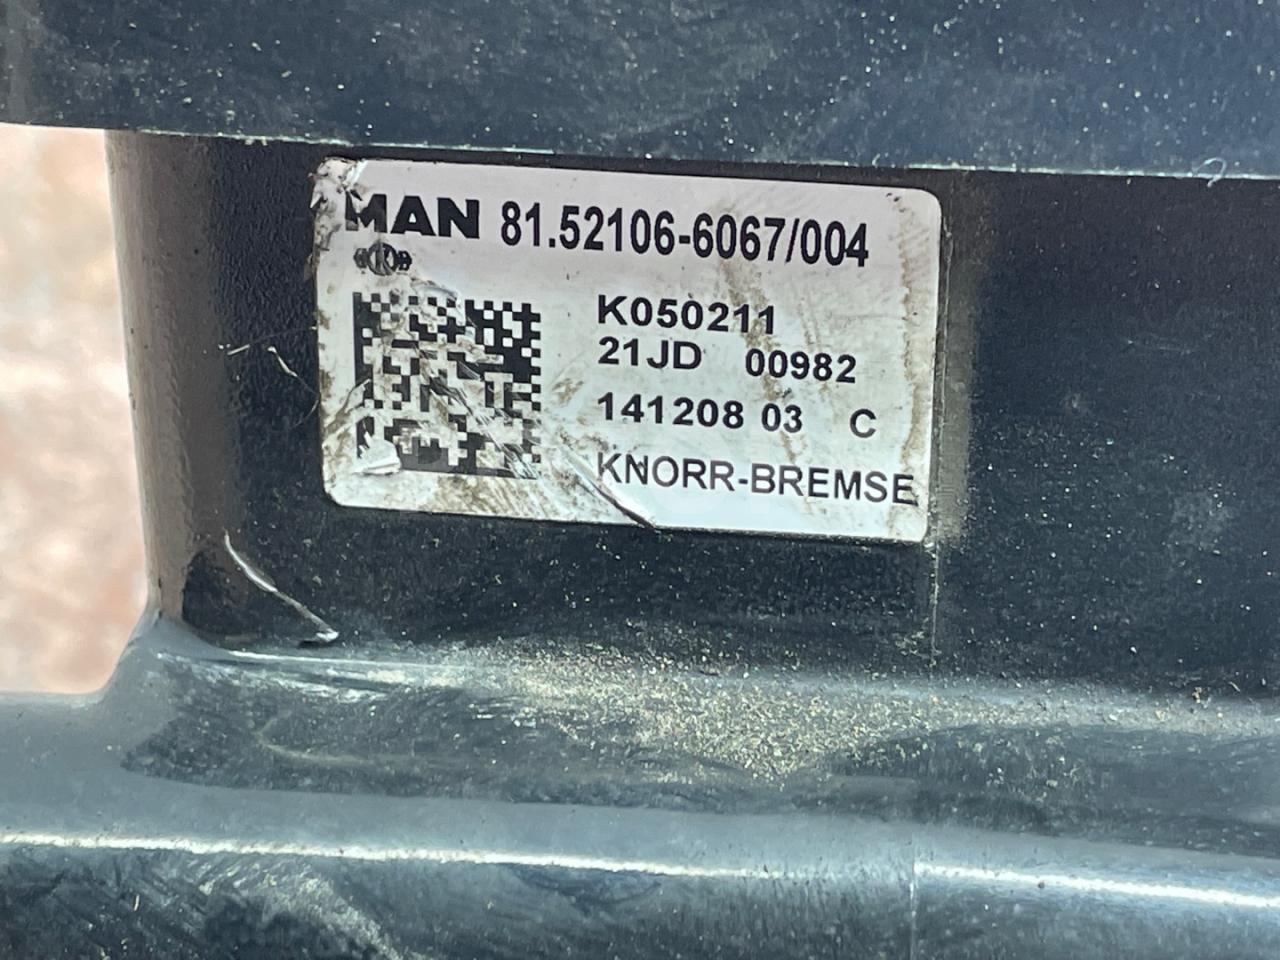 MAN 81.52106-6067/004
K050211
21JD 00982
141208 03 C
KNORR-BREMSE